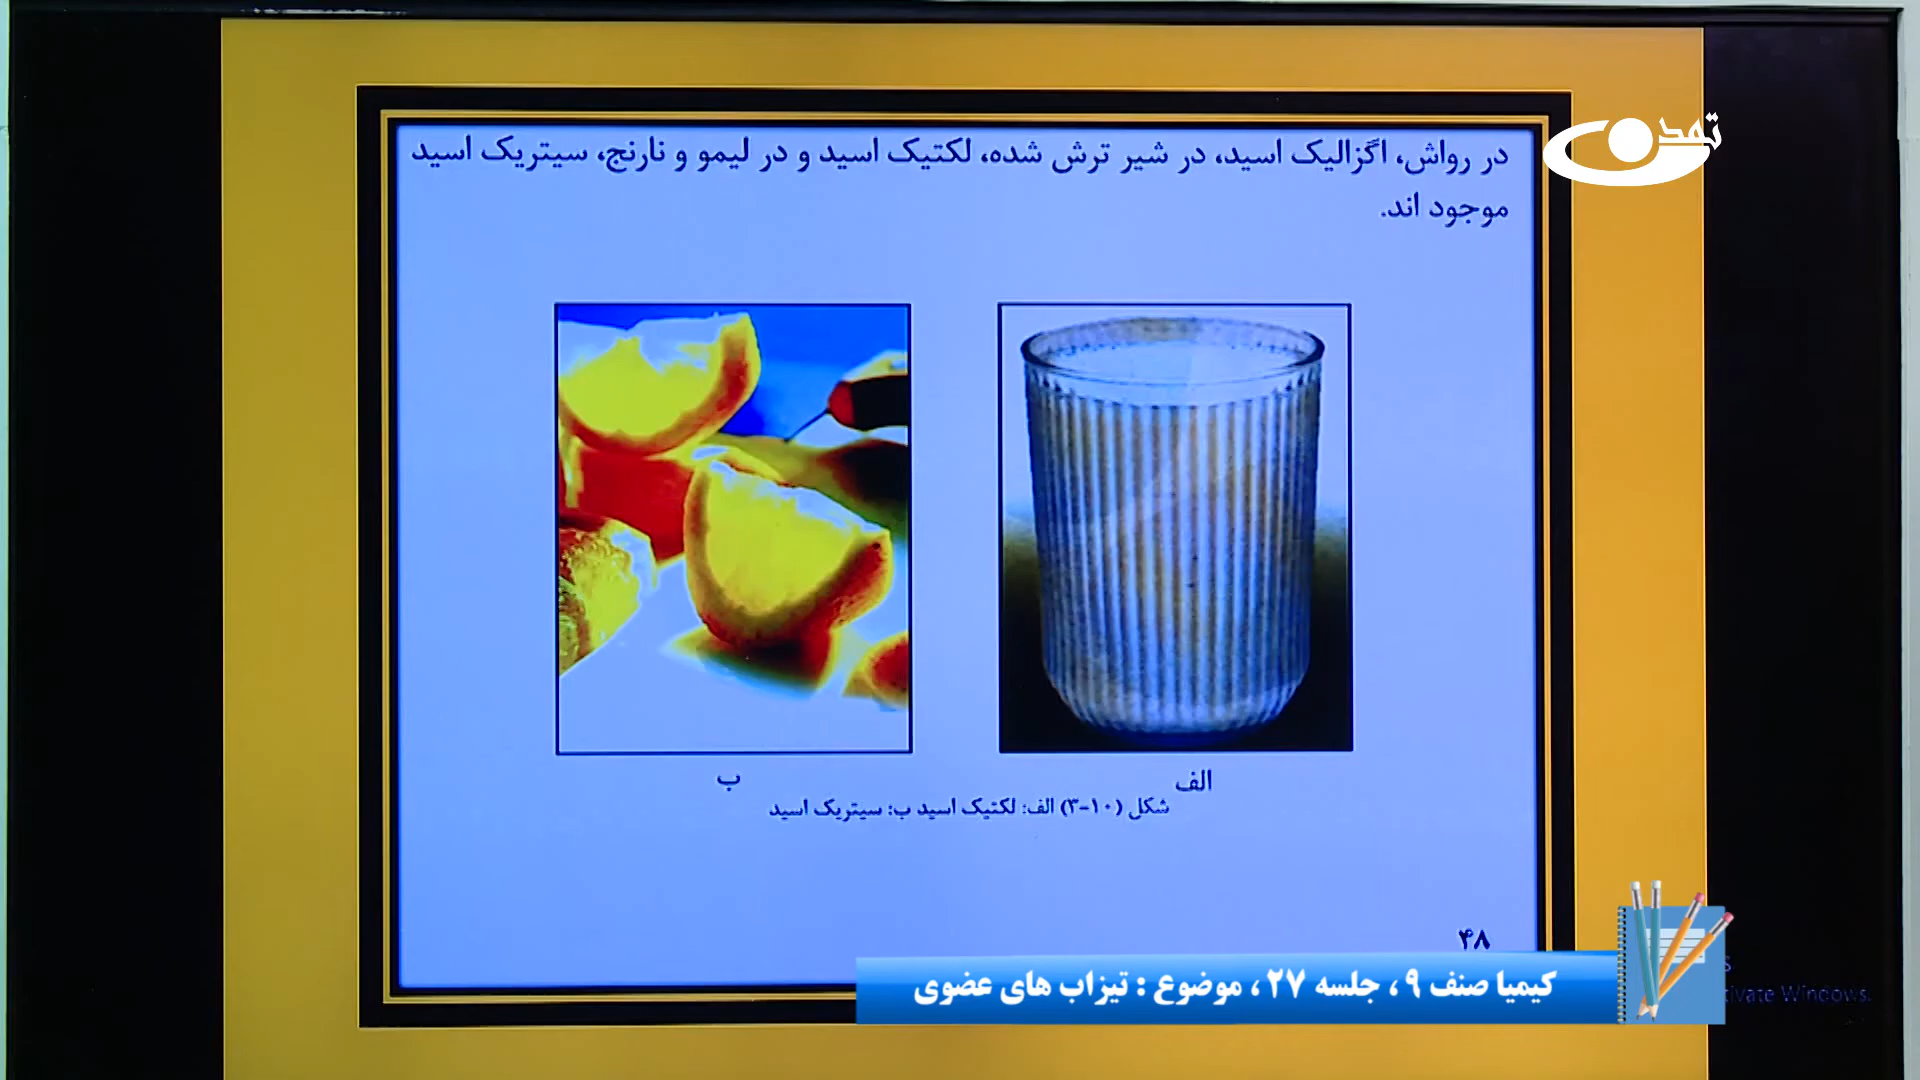 در رواش، اگزالیک اسید، در شیر ترش شده، لکتیک اسید و در لیمو و نارنج، سیتریک اسید
موجود اند.
تمدن
الف
ب
شکل (۱۰-۳) الف: لکتیک اسید ب: سیتریک اسید
۴۸
کیمیا صنف ۹ ، جلسه ۲۷ ، موضوع : تیزاب های عضوی
Windows.